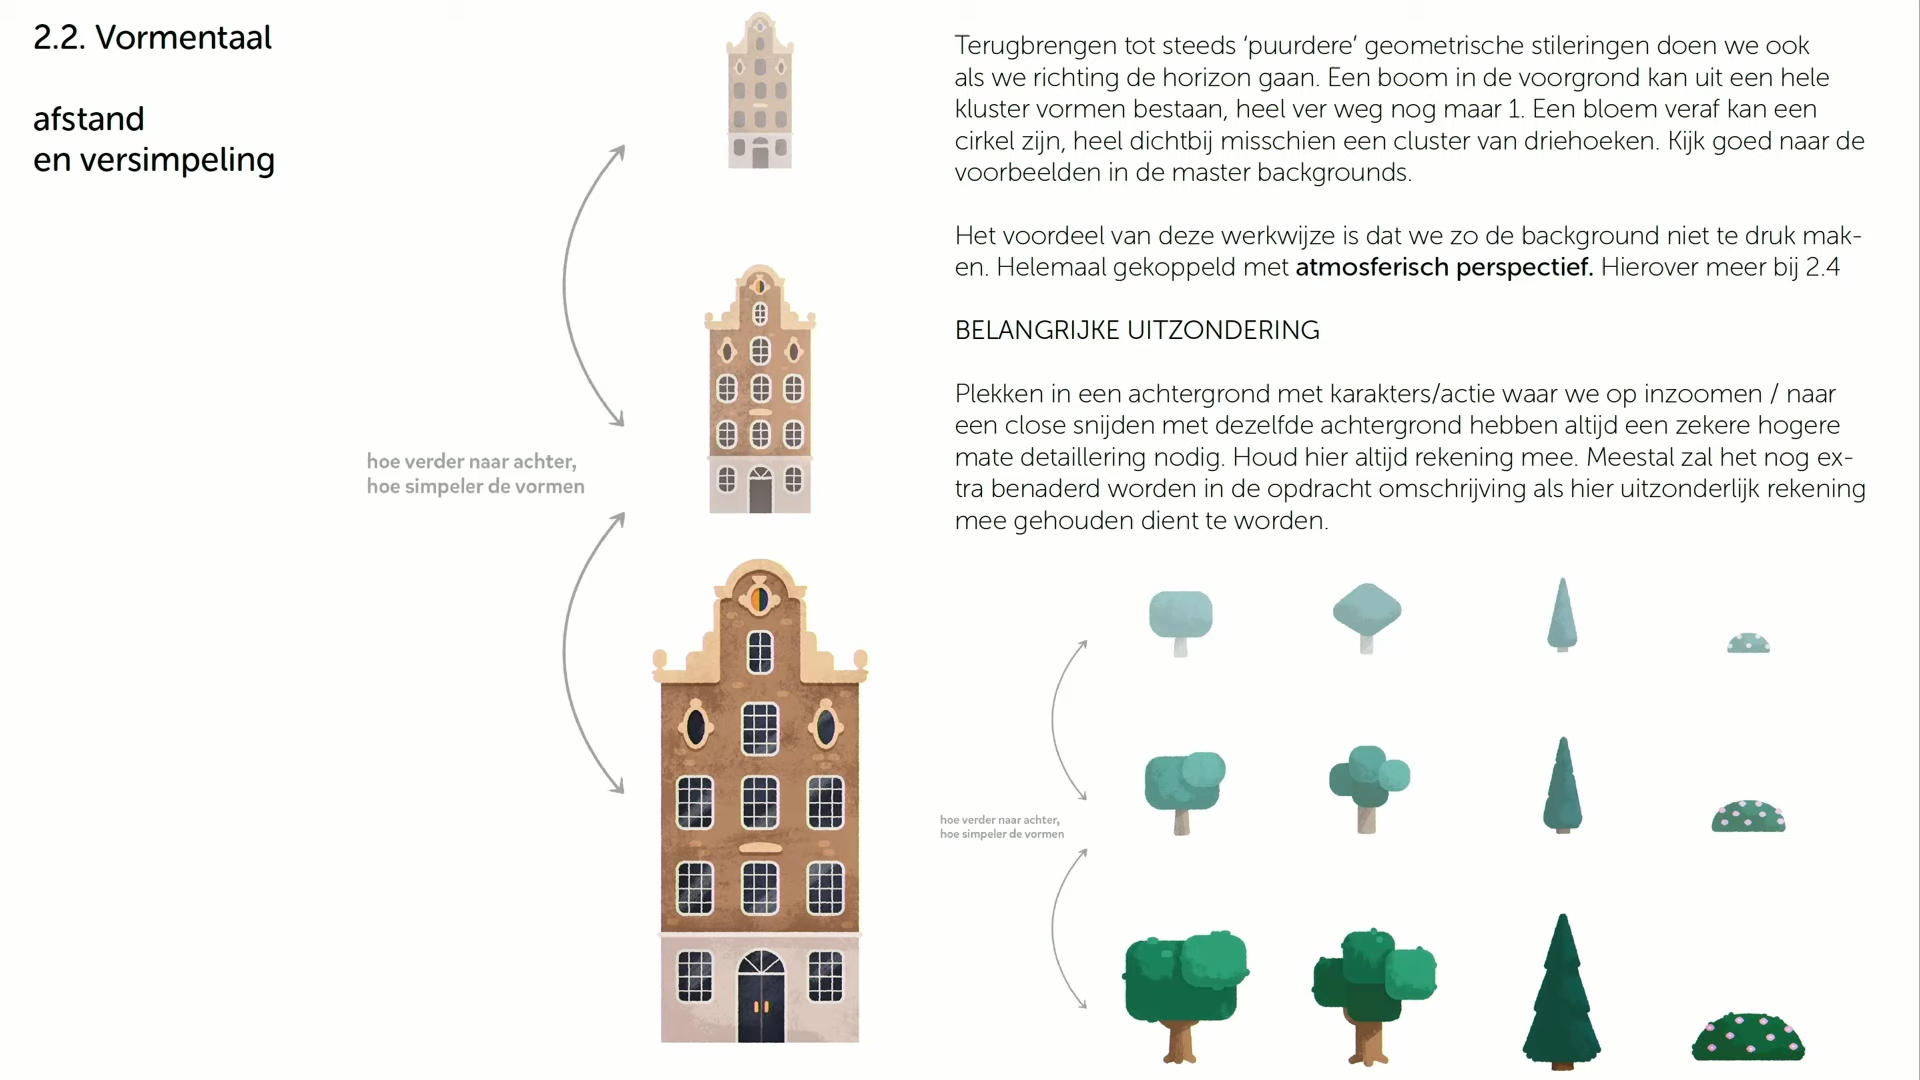 2.2. Vormentaal
afstand
en versimpeling
hoe verder naar achter,
hoe simpeler de vormen
Terugbrengen tot steeds ‘puurdere’ geometrische stileringen doen we ook
als we richting de horizon gaan. Een boom in de voorgrond kan uit een hele
kluster vormen bestaan, heel ver weg nog maar 1. Een bloem veraf kan een
cirkel zijn, heel dichtbij misschien een cluster van driehoeken. Kijk goed naar de
voorbeelden in de master backgrounds.
Het voordeel van deze werkwijze is dat we zo de background niet te druk mak-
en. Helemaal gekoppeld met atmosferisch perspectief. Hierover meer bij 2.4
BELANGRIJKE UITZONDERING
Plekken in een achtergrond met karakters/actie waar we op inzoomen / naar
een close snijden met dezelfde achtergrond hebben altijd een zekere hogere
mate detaillering nodig. Houd hier altijd rekening mee. Meestal zal het nog ex-
tra benaderd worden in de opdracht omschrijving als hier uitzonderlijk rekening
mee gehouden dient te worden.
hoe verder naar achter,
hoe simpeler de vormen